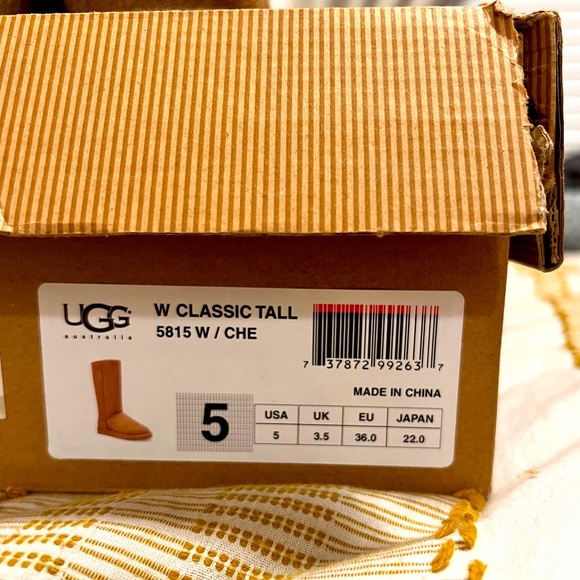 UGG®
australia
W CLASSIC TALL
5815 W / CHE
7 37872 99263 7
MADE IN CHINA
5
USA UK EU JAPAN
5 3.5 36.0 22.0